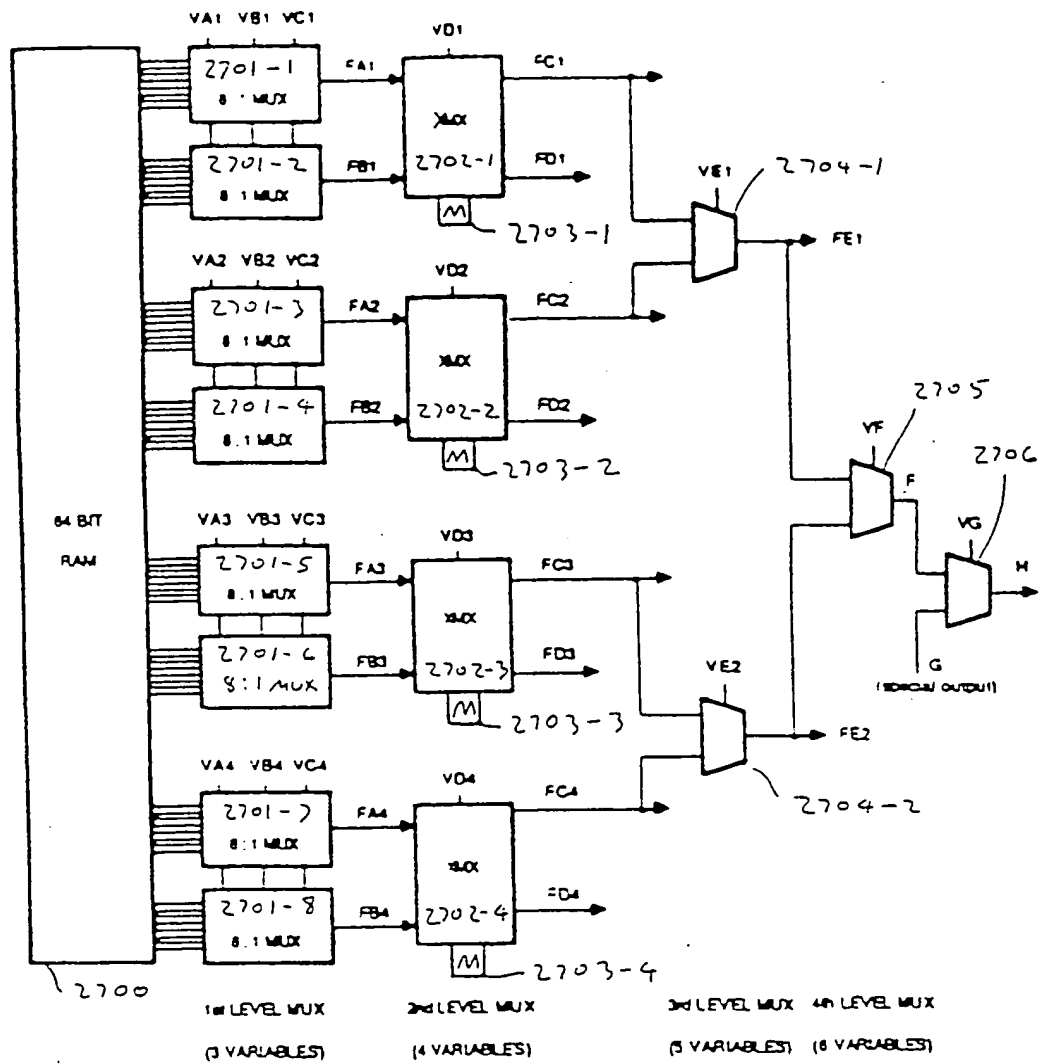 VA1 VB1 VC1
2701-1
8:1 MUX
FA1
VD1
FC1
XMX
2702-1
2701-2
8:1 MUX
FB1
FD1
M
2703-1
VE1
2704-1
FE1
VA2 VB2 VC2
2701-3
8:1 MUX
FA2
VD2
FC2
XMX
2702-2
2701-4
8:1 MUX
FB2
FD2
M
2703-2
VF
2705
F
VG
2706
H
G
(SPECIAL OUTPUT)
64 BIT
RAM
VA3 VB3 VC3
2701-5
8:1 MUX
FA3
VD3
FC3
XMX
2702-3
2701-6
8:1 MUX
FB3
FD3
M
2703-3
VE2
FE2
2704-2
VA4 VB4 VC4
2701-7
8:1 MUX
FA4
VD4
FC4
XMX
2702-4
2701-8
8:1 MUX
FB4
FD4
M
2703-4
2700
1st LEVEL MUX 2nd LEVEL MUX 3rd LEVEL MUX 4th LEVEL MUX
(3 VARIABLES) (4 VARIABLES) (5 VARIABLES) (6 VARIABLES)